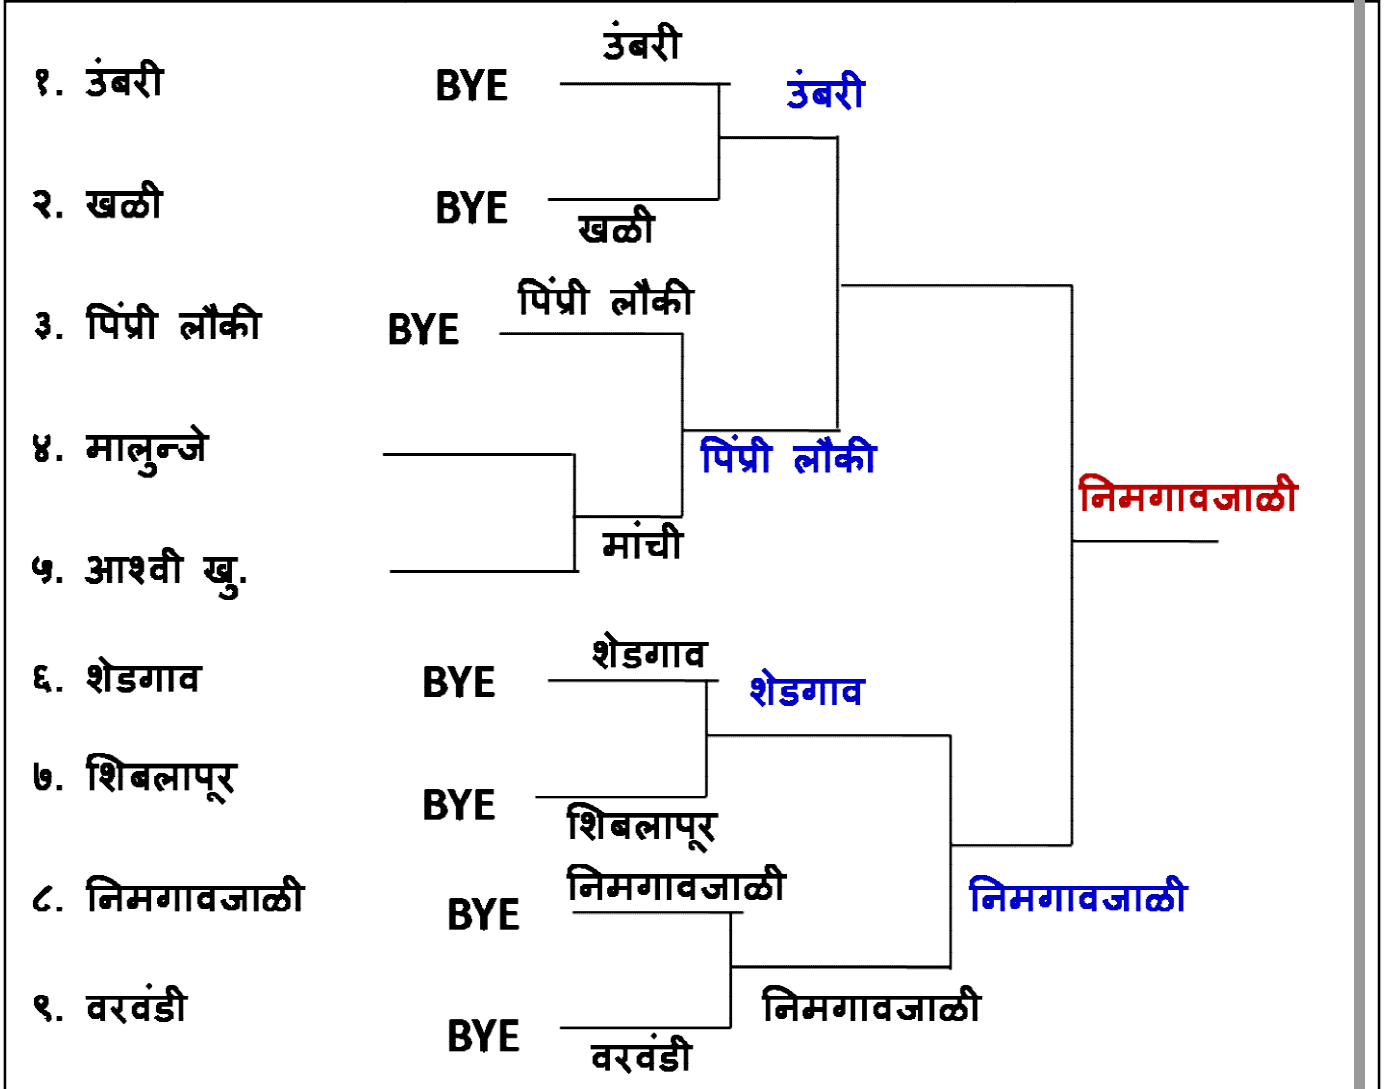 उंबरी
१. उंबरी BYE उंबरी
२. खळी BYE
खळी
पिंप्री लौकी
३. पिंप्री लौकी BYE
४. मालुन्जे
पिंप्री लौकी
निमगावजाळी
मांची
५. आश्वी खु.
शेडगाव
६. शेडगाव BYE शेडगाव
७. शिबलापूर BYE
शिबलापूर
निमगावजाळी
८. निमगावजाळी BYE निमगावजाळी
९. वरवंडी निमगावजाळी
BYE वरवंडी